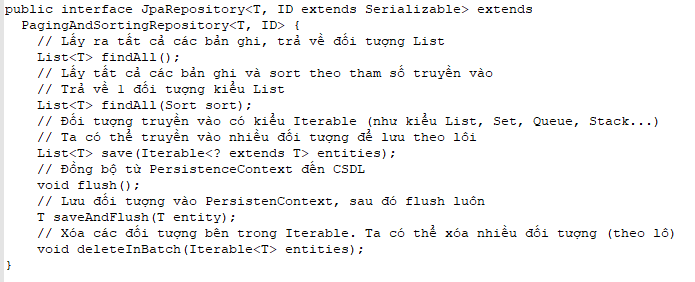 public interface JpaRepository<T, ID extends Serializable> extends
  PagingAndSortingRepository<T, ID> {
    // Lấy ra tất cả các bản ghi, trả về đối tượng List
    List<T> findAll();
    // Lấy tất cả các bản ghi và sort theo tham số truyền vào
    // Trả về 1 đối tượng kiểu List
    List<T> findAll(Sort sort);
    // Đối tượng truyền vào có kiểu Iterable (như kiểu List, Set, Queue, Stack...)
    // Ta có thể truyền vào nhiều đối tượng để lưu theo lôi
    List<T> save(Iterable<? extends T> entities);
    // Đồng bộ từ PersistenceContext đến CSDL
    void flush();
    // Lưu đối tượng vào PersistenContext, sau đó flush luôn
    T saveAndFlush(T entity);
    // Xóa các đối tượng bên trong Iterable. Ta có thể xóa nhiều đối tượng (theo lô)
    void deleteInBatch(Iterable<T> entities);
}